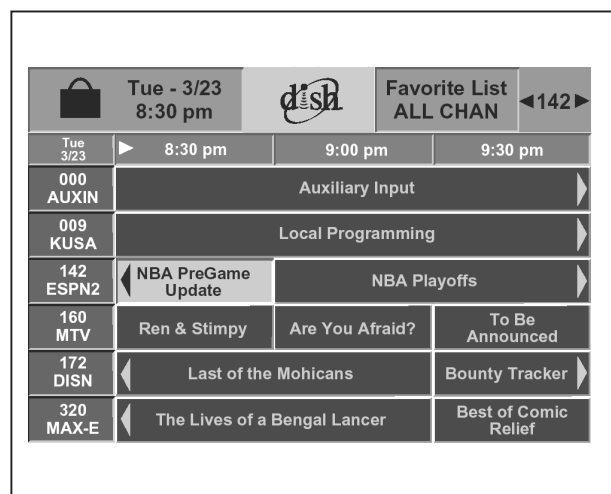 Tue - 3/23
8:30 pm
dish
Favorite List
ALL CHAN
142
Tue
3/23
8:30 pm
9:00 pm
9:30 pm
000
AUXIN
Auxiliary Input
009
KUSA
Local Programming
142
ESPN2
NBA PreGame
Update
NBA Playoffs
160
MTV
Ren & Stimpy
Are You Afraid?
To Be
Announced
172
DISN
Last of the Mohicans
Bounty Tracker
320
MAX-E
The Lives of a Bengal Lancer
Best of Comic
Relief